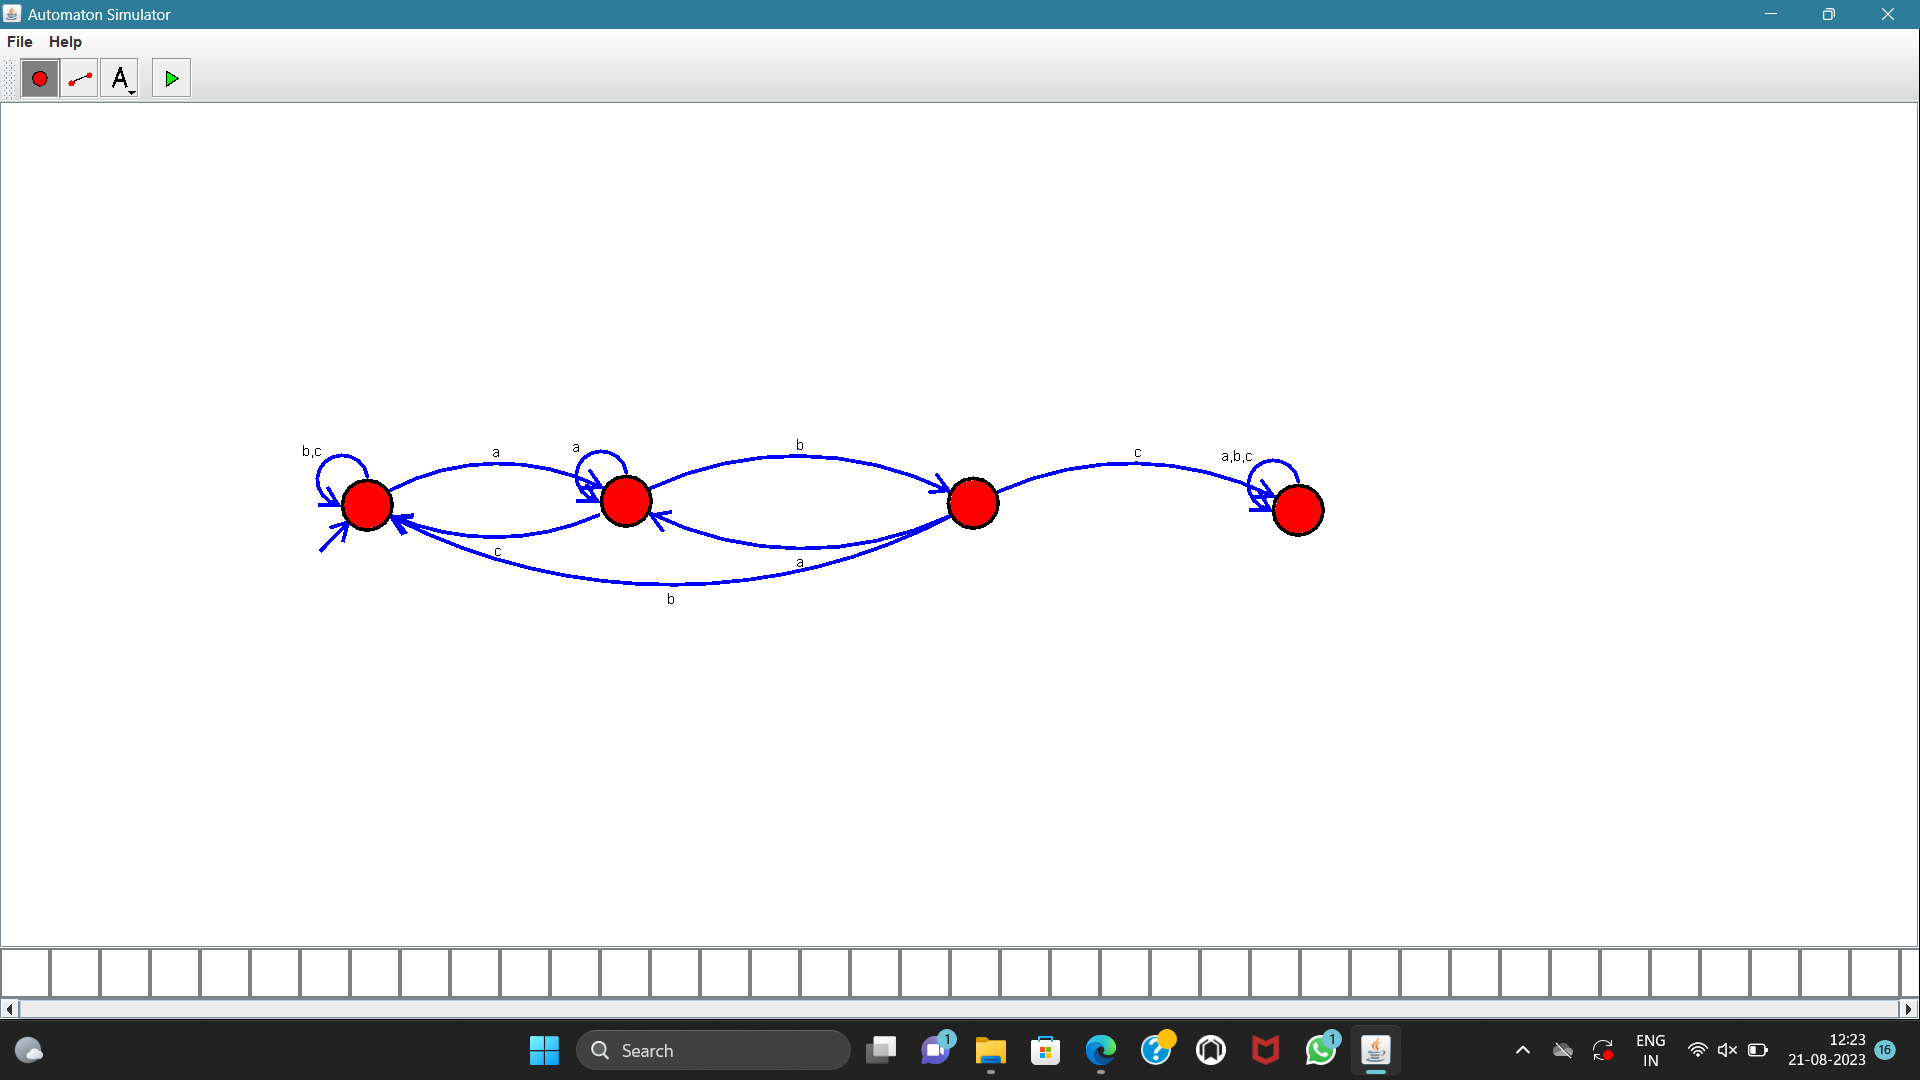 Automaton Simulator
File Help
A
b,c
a
a
b
c
a,b,c
c
a
b
Search
1
1
ENG
IN
12:23
21-08-2023
16